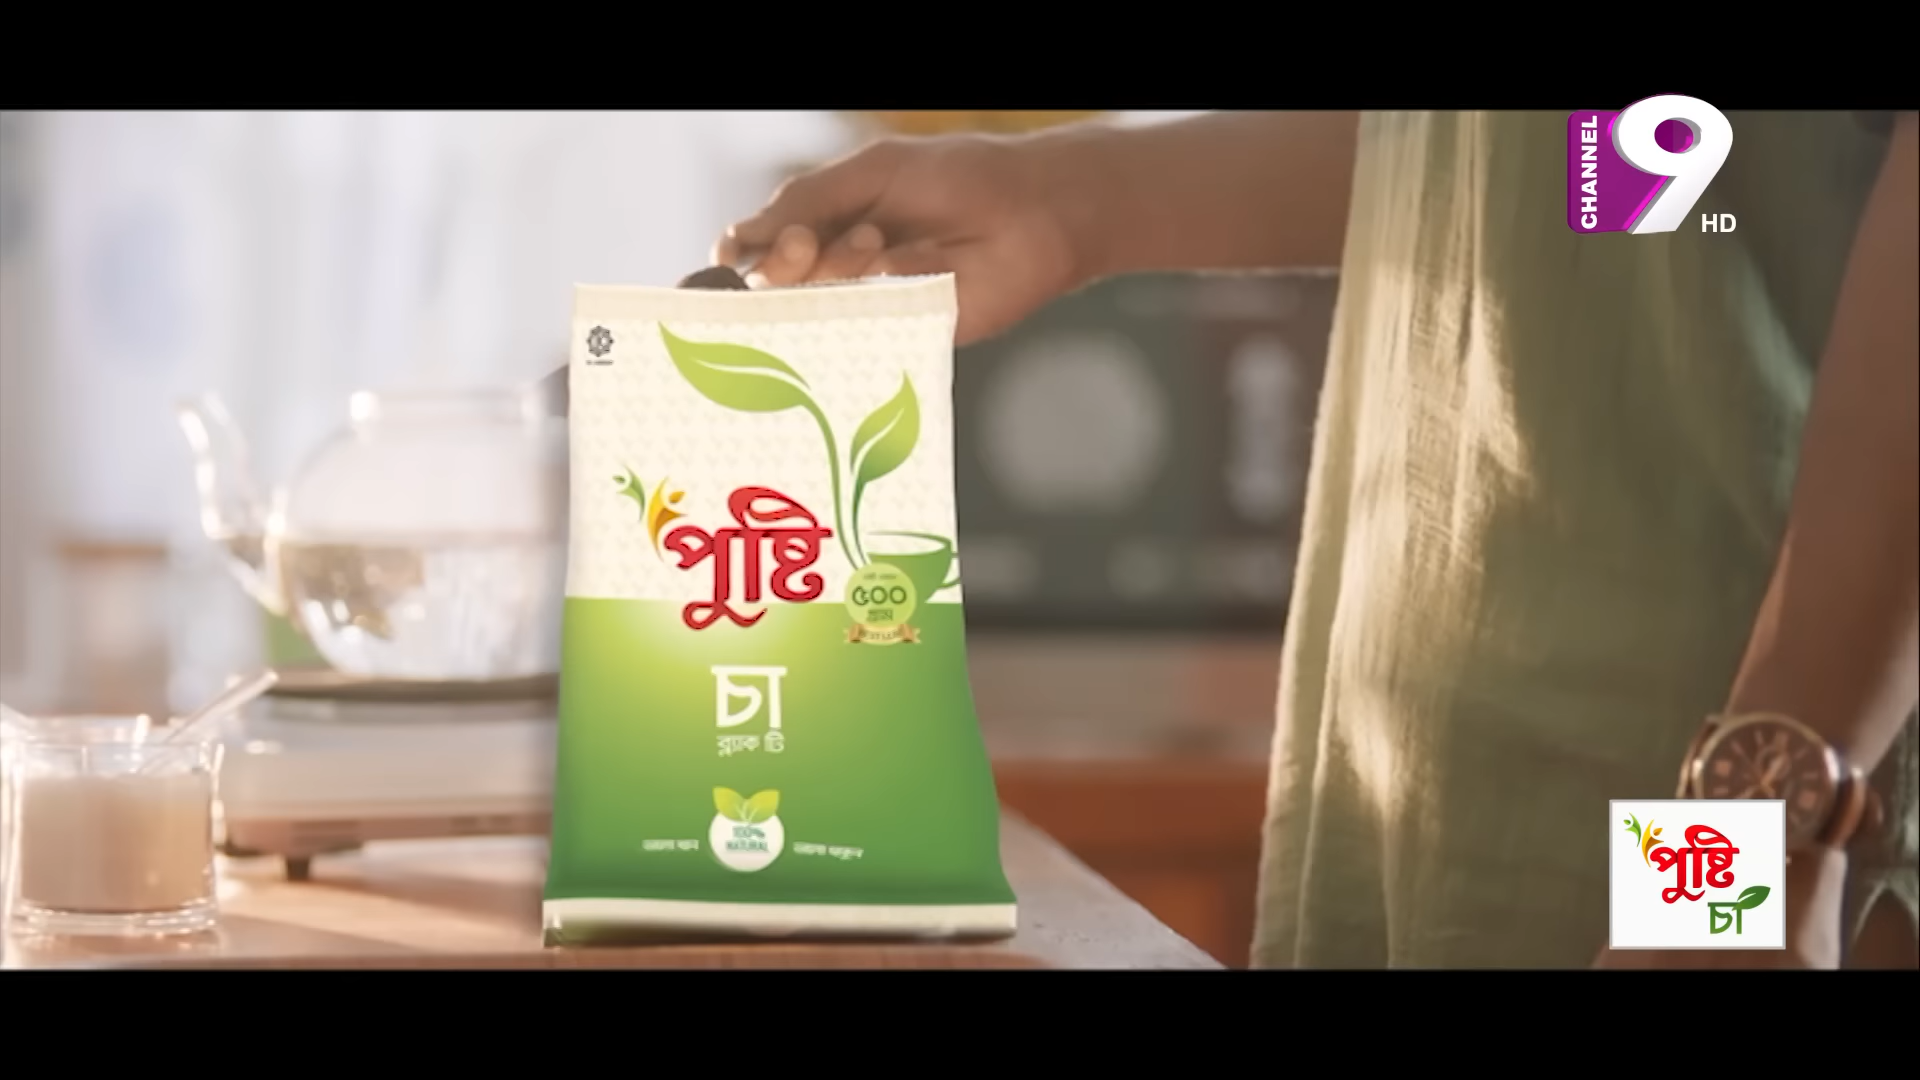 CHANNEL
9
HD
পুষ্টি
৫০০
গ্রাম
চা
ব্ল্যাক টি
100%
NATURAL
ভালো খান
ভালো থাকুন
পুষ্টি
চা